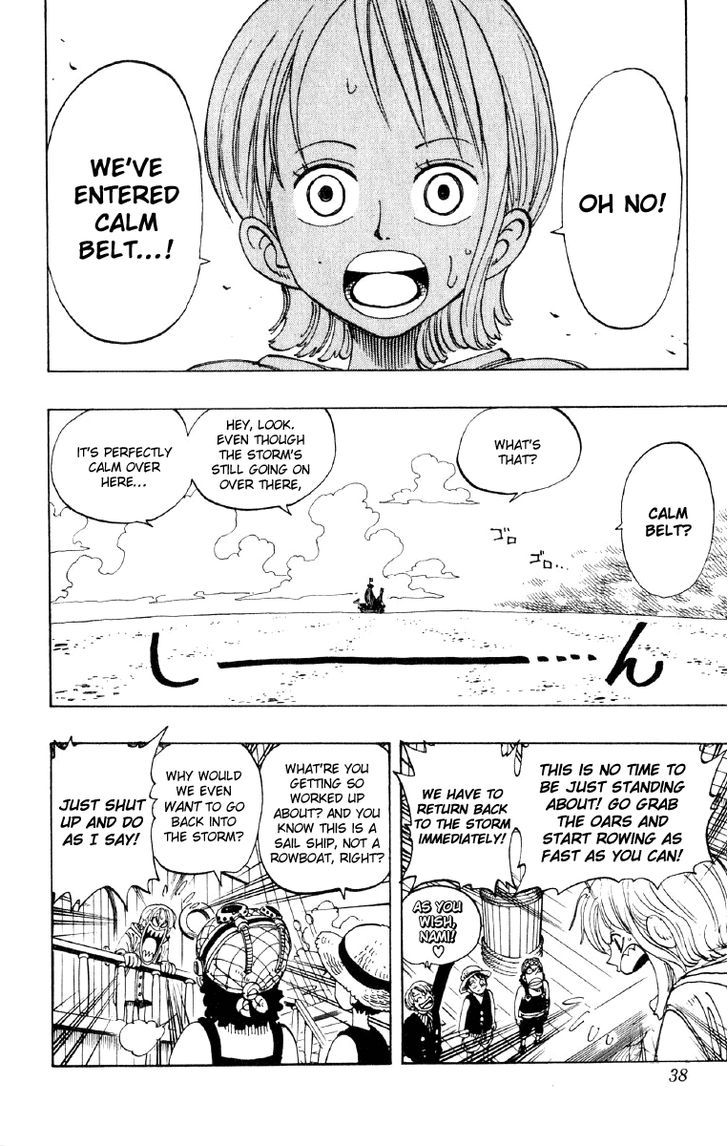 OH NO!
WE'VE
ENTERED
CALM
BELT...!
CALM
BELT?
WHAT'S
THAT?
HEY, LOOK.
EVEN THOUGH
THE STORM'S
STILL GOING ON
OVER THERE,
IT'S PERFECTLY
CALM OVER
HERE...
ゴロ
ゴロ...
しーーん
THIS IS NO TIME TO
BE JUST STANDING
ABOUT! GO GRAB
THE OARS AND
START ROWING AS
FAST AS YOU CAN!
WE HAVE TO
RETURN BACK
TO THE STORM
IMMEDIATELY!
AS YOU
WISH,
NAMI!
♡
WHAT'RE YOU
GETTING SO
WORKED UP
ABOUT? AND YOU
KNOW THIS IS A
SAIL SHIP, NOT A
ROWBOAT, RIGHT?
WHY WOULD
WE EVEN
WANT TO GO
BACK INTO
THE STORM?
JUST SHUT
UP AND DO
AS I SAY!
38